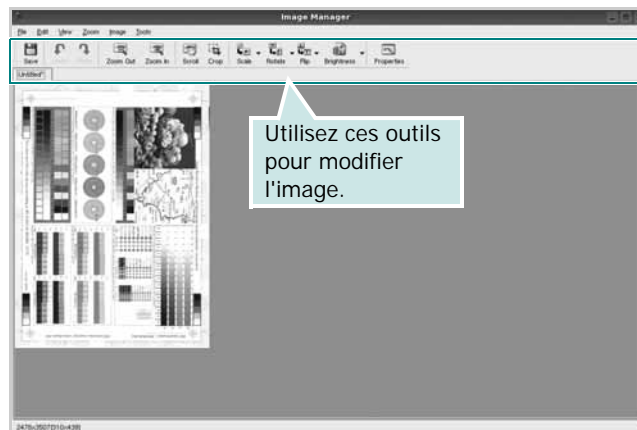 Image Manager
File Edit View Zoom Image Tools
Save Zoom Out Zoom In Scroll Crop Scale Rotate Flip Brightness Properties
Untitled*
Utilisez ces outils
pour modifier
l'image.